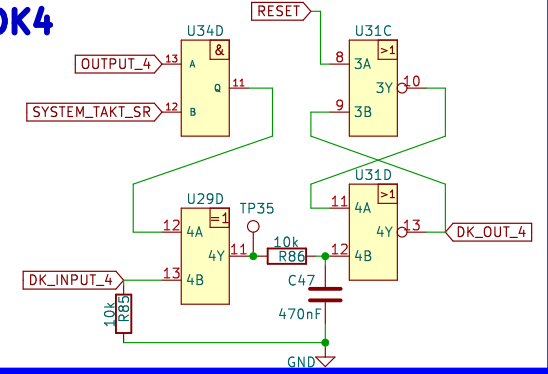 DK4
RESET
U34D
U31C
&
>1
OUTPUT_4
13
A
Q
11
8
3A
3Y
10
SYSTEM_TAKT_SR
12
B
9
3B
U31D
>1
U29D
=1
TP35
11
4A
12
4A
4Y
13
DK_OUT_4
4Y
11
10k
R86
12
4B
DK_INPUT_4
13
4B
C47
470nF
10k
R85
GND